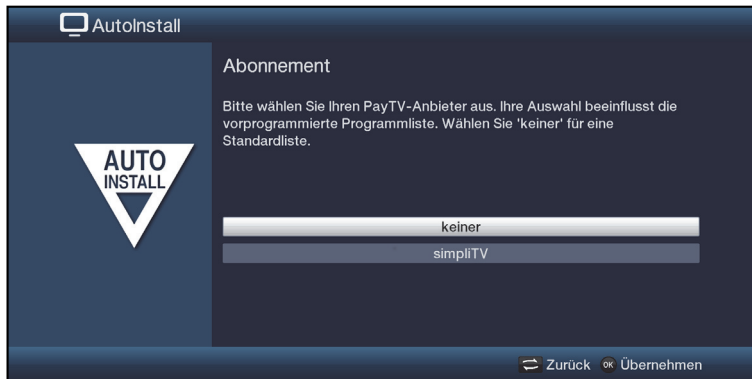 AutoInstall
Abonnement
Bitte wählen Sie Ihren PayTV-Anbieter aus. Ihre Auswahl beeinflusst die
vorprogrammierte Programmliste. Wählen Sie 'keiner' für eine
Standardliste.
AUTO
INSTALL
keiner
simpliTV
Zurück OK Übernehmen